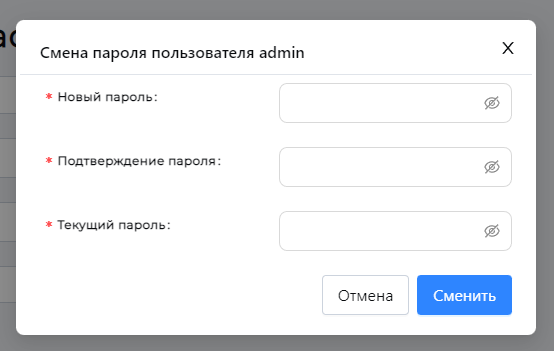 Смена пароля пользователя admin
* Новый пароль:
* Подтверждение пароля:
* Текущий пароль:
Отмена
Сменить